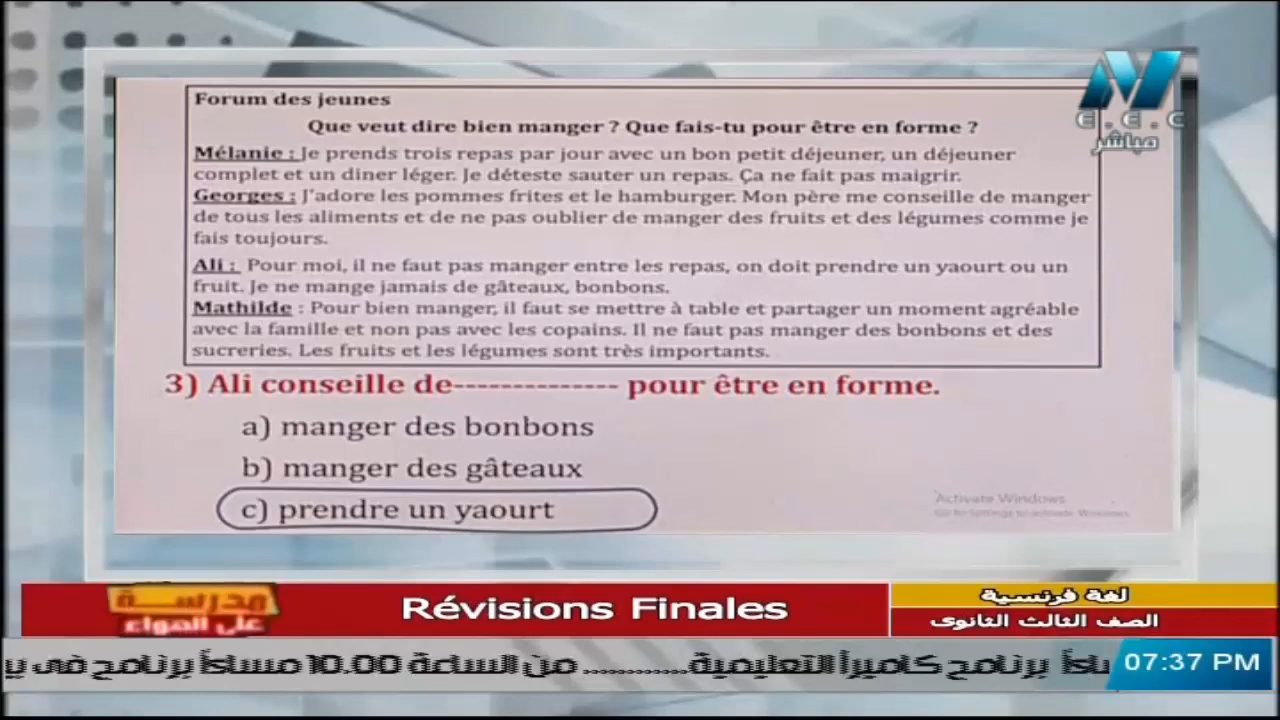 Forum des jeunes
Que veut dire bien manger ? Que fais-tu pour être en forme ?
Mélanie : Je prends trois repas par jour avec un bon petit déjeuner, un déjeuner
complet et un diner léger. Je déteste sauter un repas. Ça ne fait pas maigrir.
Georges : J'adore les pommes frites et le hamburger. Mon père me conseille de manger
de tous les aliments et de ne pas oublier de manger des fruits et des légumes comme je
fais toujours.
Ali : Pour moi, il ne faut pas manger entre les repas, on doit prendre un yaourt ou un
fruit. Je ne mange jamais de gâteaux, bonbons.
Mathilde : Pour bien manger, il faut se mettre à table et partager un moment agréable
avec la famille et non pas avec les copains. Il ne faut pas manger des bonbons et des
sucreries. Les fruits et les légumes sont très importants.
3) Ali conseille de-------------- pour être en forme.
a) manger des bonbons
b) manger des gâteaux
c) prendre un yaourt
E.E.C
مباشر
Activate Windows
Go to Settings to activate Windows.
مدرسة
على الهواء
Révisions Finales
لغة فرنسية
الصف الثالث الثانوى
برنامج كاميرا التعليمية............ من الساعة 10.00 مساءاً برنامج فى
07:37 PM